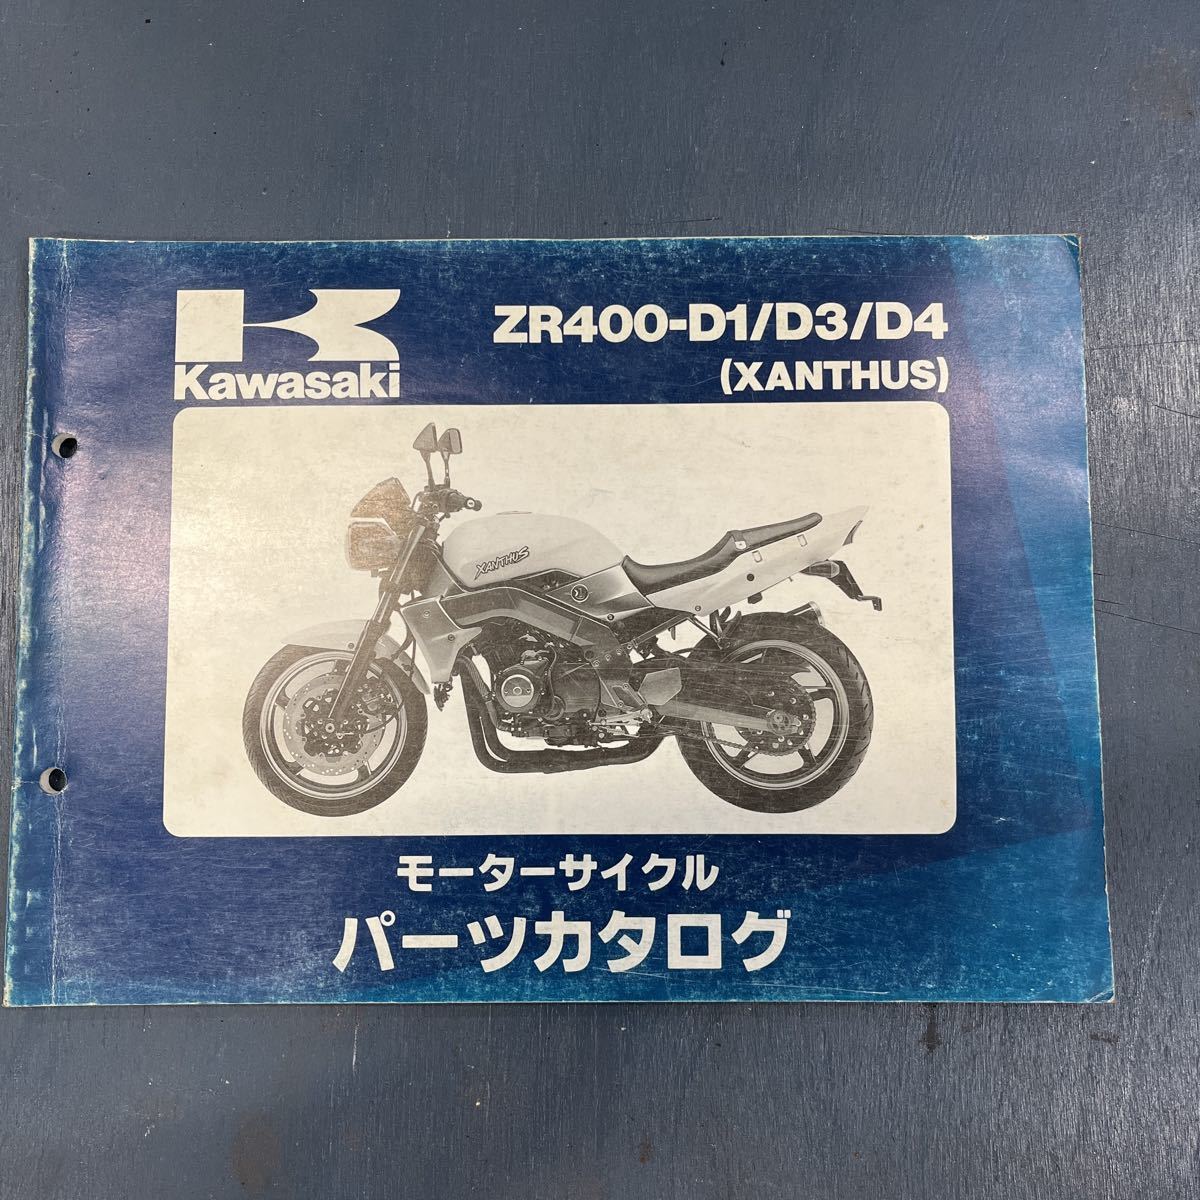 Kawasaki
ZR400-D1/D3/D4
(XANTHUS)
XANTHUS
モーターサイクル
パーツカタログ